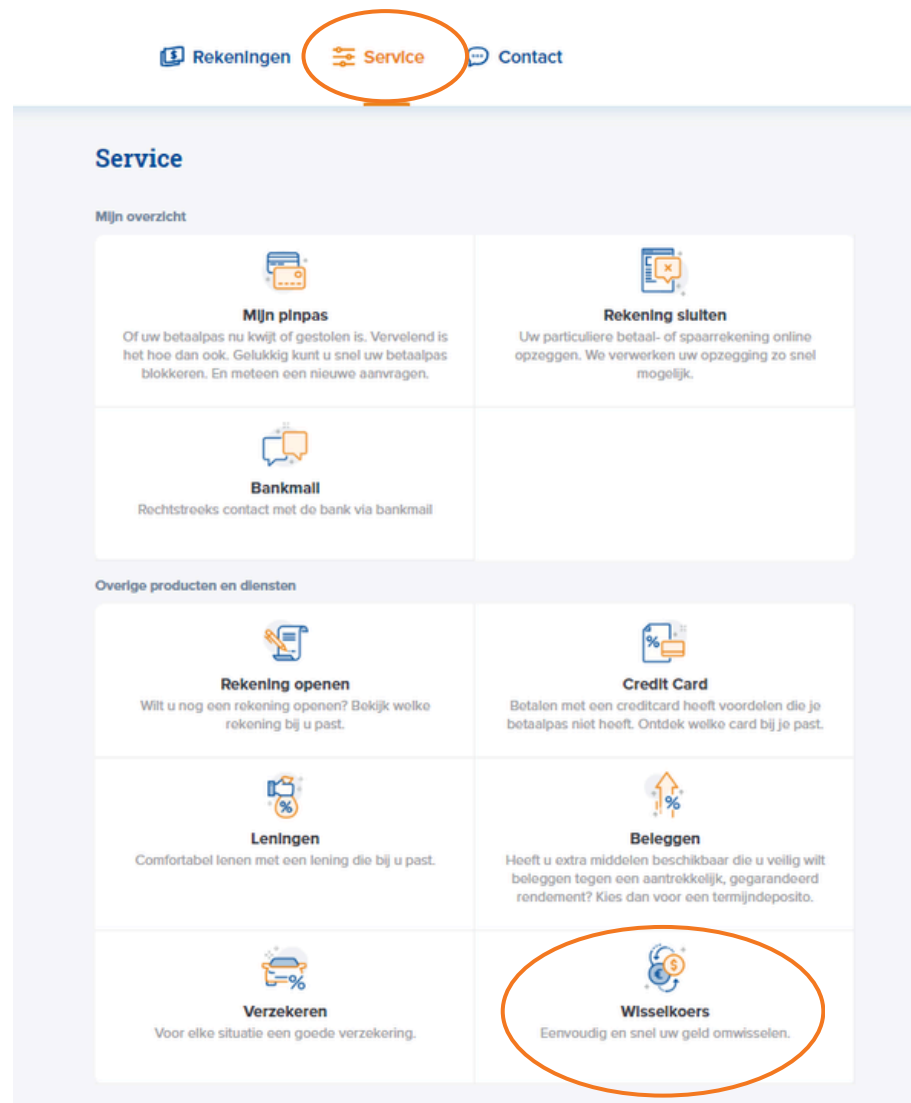 Rekeningen Service Contact
Service
Mijn overzicht
Mijn pinpas
Of uw betaalpas nu kwijt of gestolen is. Vervelend is
het hoe dan ook. Gelukkig kunt u snel uw betaalpas
blokkeren. En meteen een nieuwe aanvragen.
Rekening sluiten
Uw particuliere betaal- of spaarrekening online
opzeggen. We verwerken uw opzegging zo snel
mogelijk.
Bankmail
Rechtstreeks contact met de bank via bankmail
Overige producten en diensten
Rekening openen
Wilt u nog een rekening openen? Bekijk welke
rekening bij u past.
Credit Card
Betalen met een creditcard heeft voordelen die je
betaalpas niet heeft. Ontdek welke card bij je past.
Leningen
Comfortabel lenen met een lening die bij u past.
Beleggen
Heeft u extra middelen beschikbaar die u veilig wilt
beleggen tegen een aantrekkelijk, gegarandeerd
rendement? Kies dan voor een termijndeposito.
Verzekeren
Voor elke situatie een goede verzekering.
Wisselkoers
Eenvoudig en snel uw geld omwisselen.